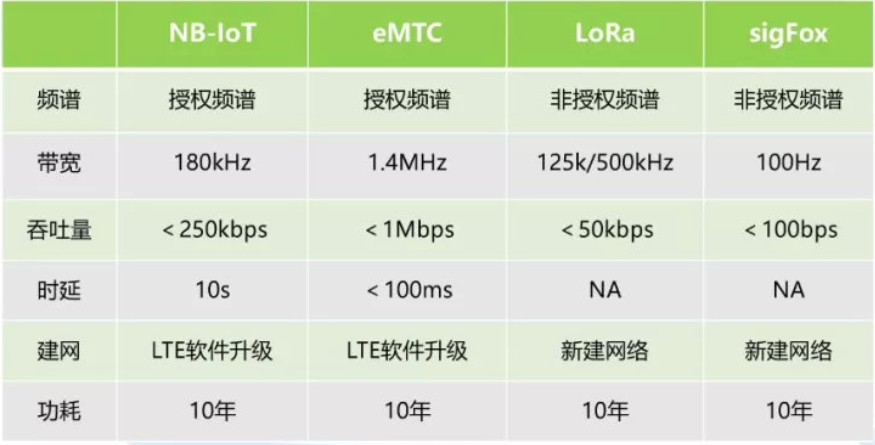 NB-IoT eMTC LoRa sigFox
频谱 授权频谱 授权频谱 非授权频谱 非授权频谱
带宽 180kHz 1.4MHz 125k/500kHz 100Hz
吞吐量 <250kbps <1Mbps <50kbps <100bps
时延 10s <100ms NA NA
建网 LTE软件升级 LTE软件升级 新建网络 新建网络
功耗 10年 10年 10年 10年